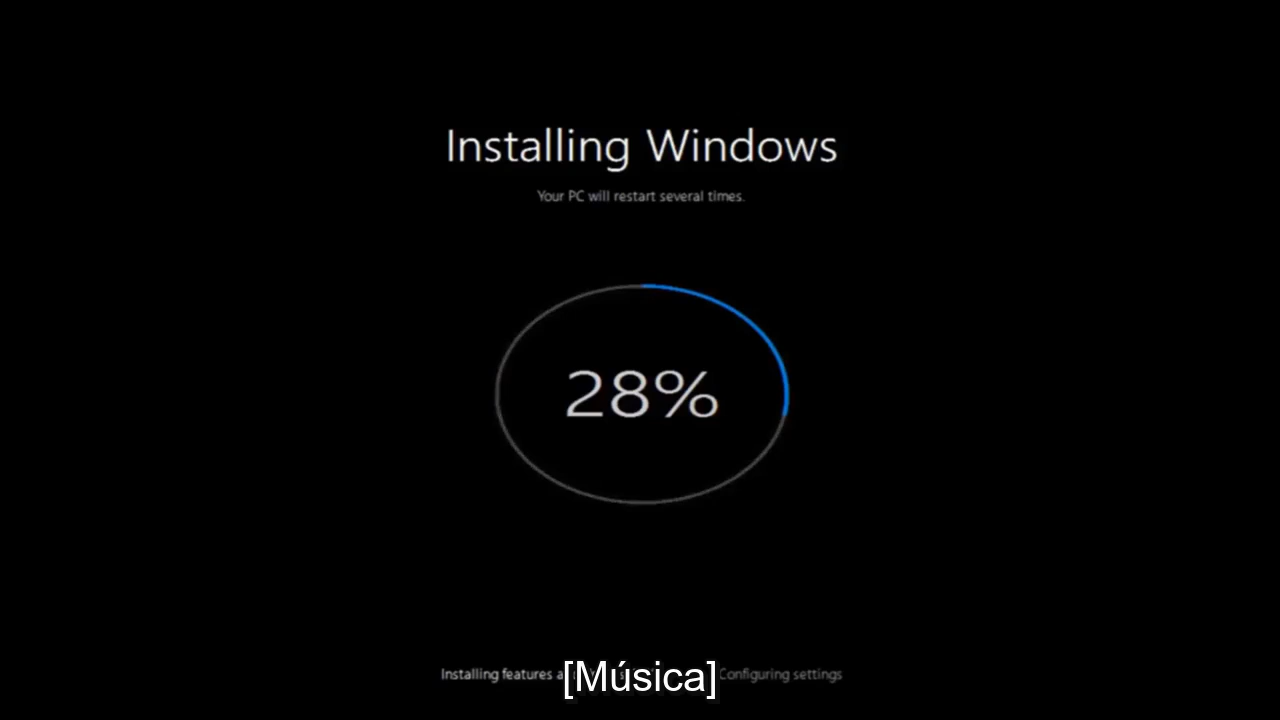 Installing Windows
Your PC will restart several times.
28%
Installing features a
[Música]
Configuring settings